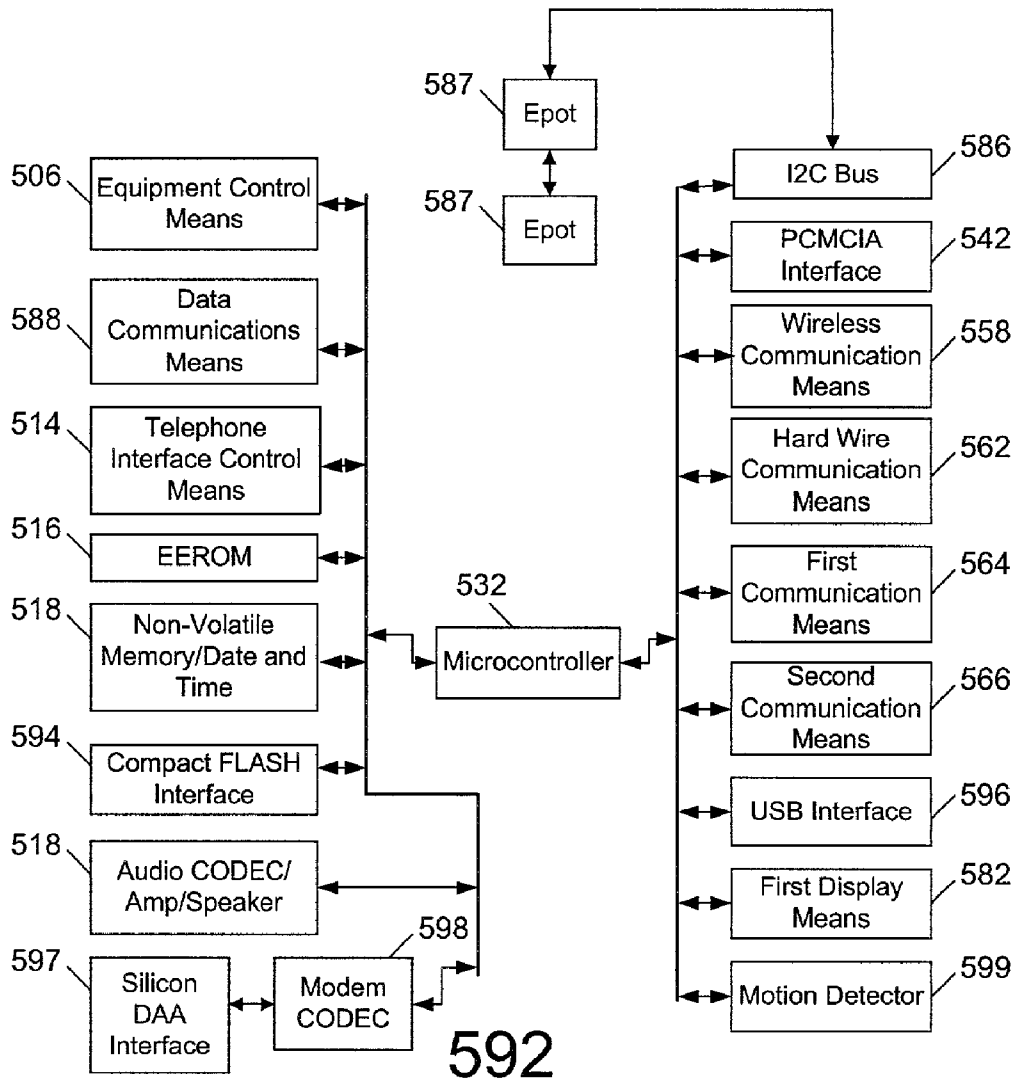 587
Epot
587
Epot
506
Equipment Control
Means
588
Data
Communications
Means
514
Telephone
Interface Control
Means
516
EEROM
518
Non-Volatile
Memory/Date and
Time
594
Compact FLASH
Interface
518
Audio CODEC/
Amp/Speaker
597
Silicon
DAA
Interface
598
Modem
CODEC
532
Microcontroller
I2C Bus
586
PCMCIA
Interface
542
Wireless
Communication
Means
558
Hard Wire
Communication
Means
562
First
Communication
Means
564
Second
Communication
Means
566
USB Interface
596
First Display
Means
582
Motion Detector
599
592